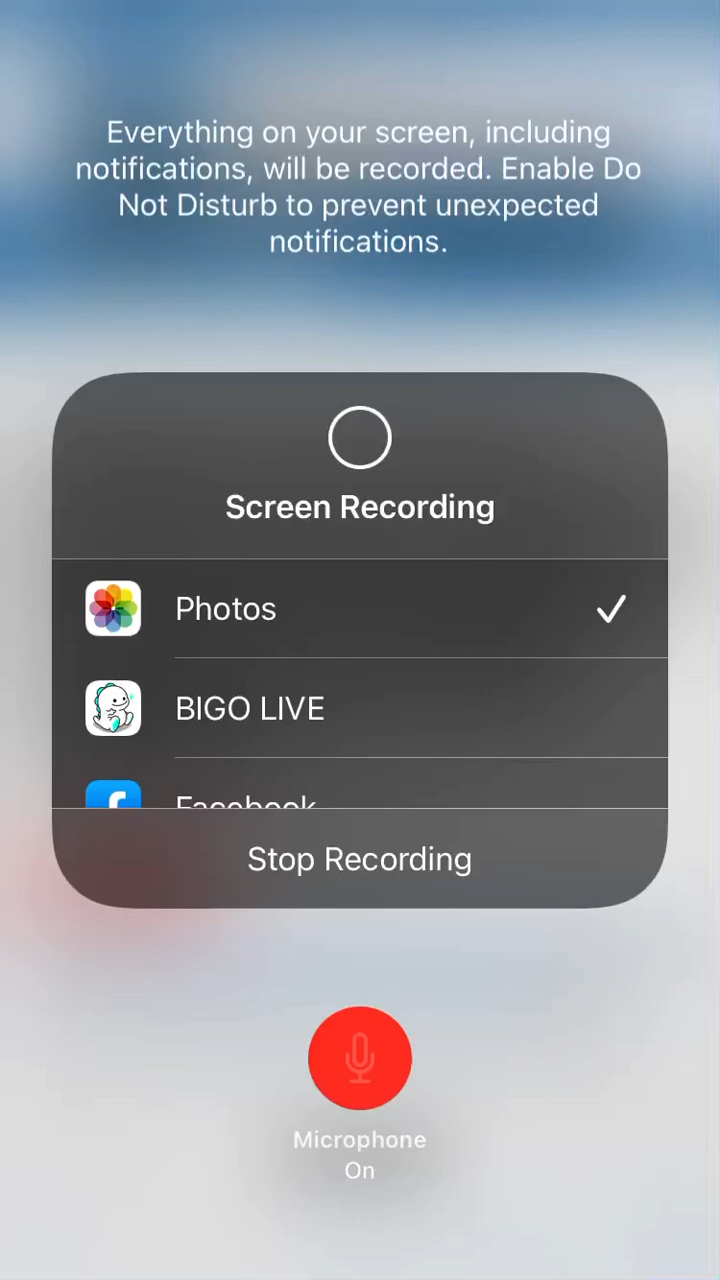 Everything on your screen, including
notifications, will be recorded. Enable Do
Not Disturb to prevent unexpected
notifications.
Screen Recording
Photos
BIGO LIVE
Facebook
Stop Recording
Microphone
On